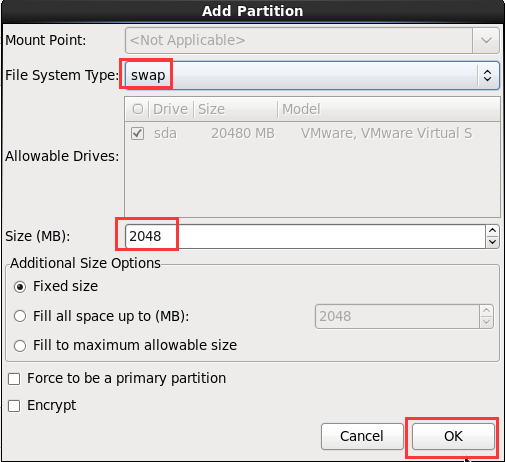 Add Partition
Mount Point: <Not Applicable>
File System Type: swap
Drive Size Model
sda 20480 MB VMware, VMware Virtual S
Allowable Drives:
Size (MB): 2048
Additional Size Options
Fixed size
Fill all space up to (MB): 2048
Fill to maximum allowable size
Force to be a primary partition
Encrypt
Cancel OK